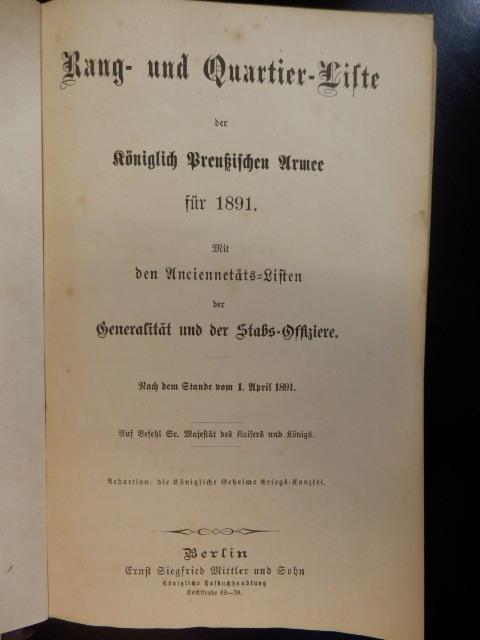 Rang- und Quartier-Liste
der
Königlich Preußischen Armee
für 1891.
Mit
den Anciennetäts-Listen
der
Generalität und der Stabs-Offiziere.
Nach dem Stande vom 1. April 1891.
Auf Befehl Sr. Majestät des Kaisers und Königs.
Redaction: die Königliche Geheime Kriegs-Kanzlei.
Berlin
Ernst Siegfried Mittler und Sohn
Königliche Hofbuchhandlung
Kochstraße 68–70.